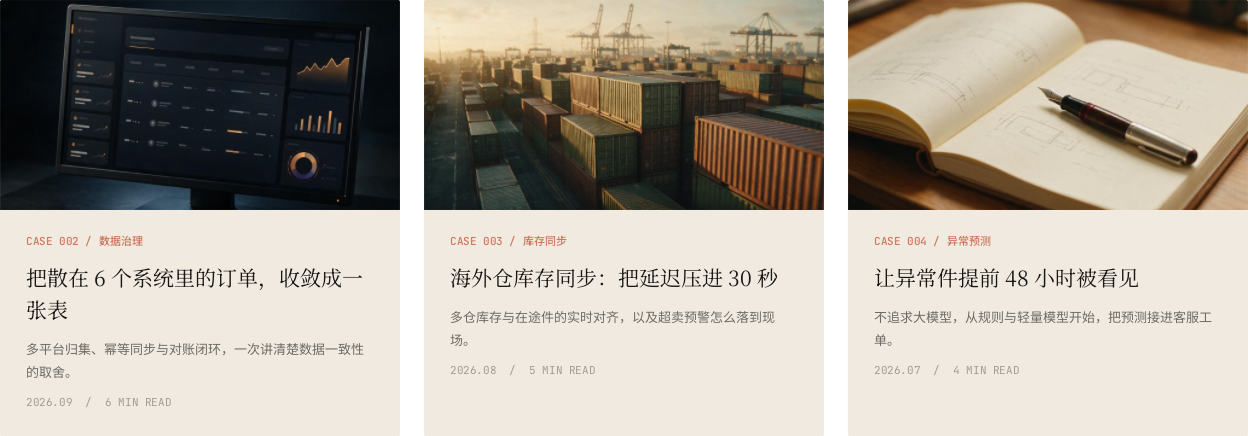 CASE 002 / 数据治理
把散在 6 个系统里的订单，收敛成一
张表
多平台归集、幂等同步与对账闭环，一次讲清楚数据一致性
的取舍。
2026.09 / 6 MIN READ
CASE 003 / 库存同步
海外仓库存同步：把延迟压进 30 秒
多仓库存与在途件的实时对齐，以及超卖预警怎么落到现
场。
2026.08 / 5 MIN READ
CASE 004 / 异常预测
让异常件提前 48 小时被看见
不追求大模型，从规则与轻量模型开始，把预测接进客服工
单。
2026.07 / 4 MIN READ